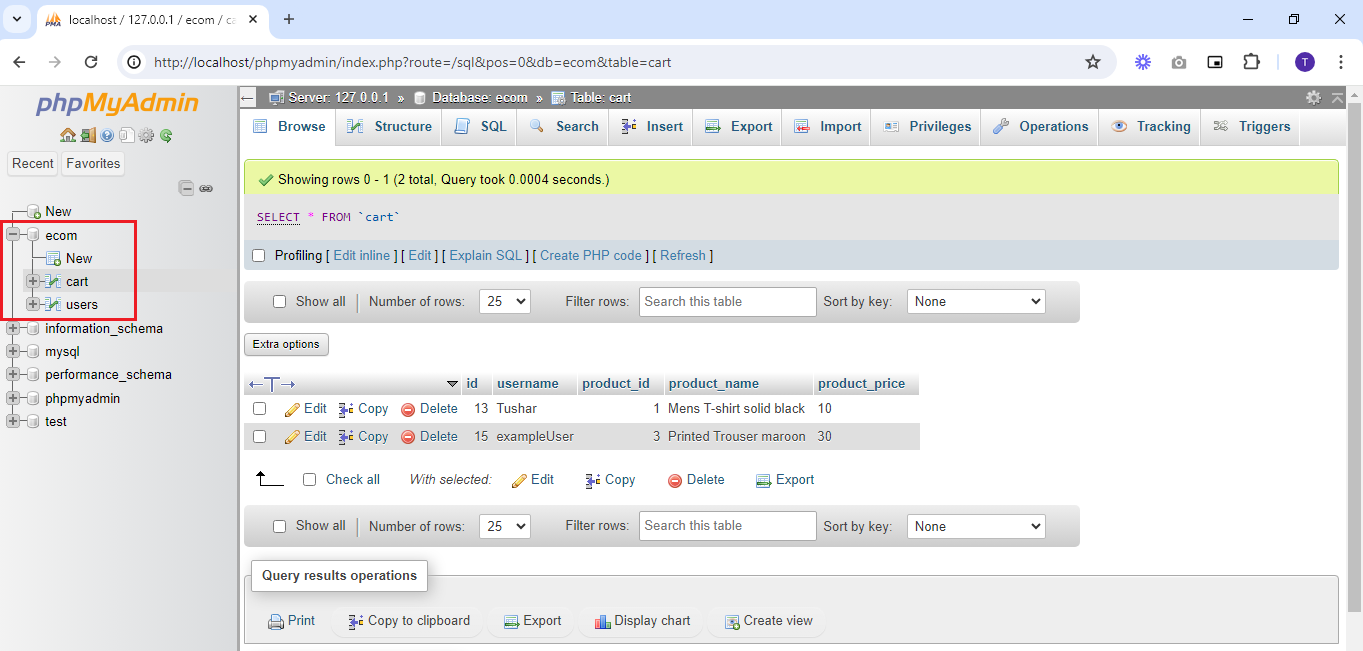 localhost / 127.0.0.1 / ecom / ca
http://localhost/phpmyadmin/index.php?route=/sql&pos=0&db=ecom&table=cart
T
phpMyAdmin
Recent Favorites
New
ecom
New
cart
users
information_schema
mysql
performance_schema
phpmyadmin
test
Server: 127.0.0.1 » Database: ecom » Table: cart
Browse Structure SQL Search Insert Export Import Privileges Operations Tracking Triggers
Showing rows 0 - 1 (2 total, Query took 0.0004 seconds.)
SELECT * FROM `cart`
Profiling [ Edit inline ] [ Edit ] [ Explain SQL ] [ Create PHP code ] [ Refresh ]
Show all Number of rows: 25 Filter rows: Search this table Sort by key: None
Extra options
←T→ id username product_id product_name product_price
Edit Copy Delete 13 Tushar 1 Mens T-shirt solid black 10
Edit Copy Delete 15 exampleUser 3 Printed Trouser maroon 30
Check all With selected: Edit Copy Delete Export
Show all Number of rows: 25 Filter rows: Search this table Sort by key: None
Query results operations
Print Copy to clipboard Export Display chart Create view